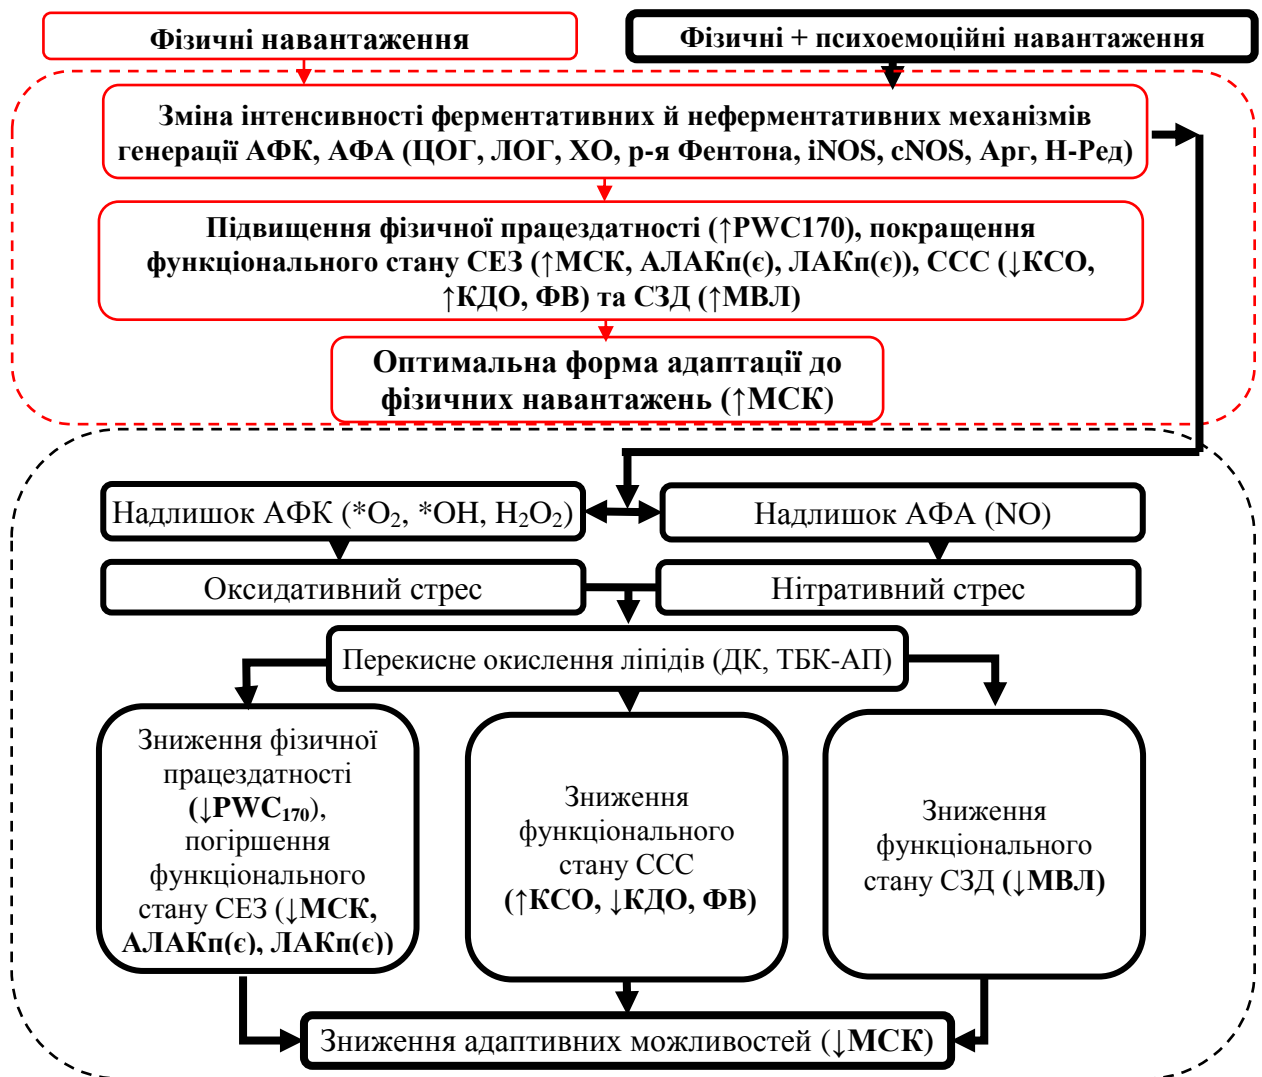 Фізичні навантаження
Фізичні + психоемоційні навантаження
Зміна інтенсивності ферментативних й неферментативних механізмів
генерації АФК, АФА (ЦОГ, ЛОГ, ХО, р-я Фентона, iNOS, cNOS, Арг, Н-Ред)
Підвищення фізичної працездатності (↑PWC170), покращення
функціонального стану СЕЗ (↑МСК, АЛАКп(є), ЛАКп(є)), ССС (↓КСО,
↑КДО, ФВ) та СЗД (↑МВЛ)
Оптимальна форма адаптації до
фізичних навантажень (↑МСК)
Надлишок АФК (*O₂, *OH, H₂O₂)
Надлишок АФА (NO)
Оксидативний стрес
Нітративний стрес
Перекисне окислення ліпідів (ДК, ТБК-АП)
Зниження фізичної
працездатності
(↓PWC₁₇₀),
погіршення
функціонального
стану СЕЗ (↓МСК,
АЛАКп(є), ЛАКп(є))
Зниження
функціонального
стану ССС
(↑КСО, ↓КДО, ФВ)
Зниження
функціонального
стану СЗД (↓МВЛ)
Зниження адаптивних можливостей (↓МСК)